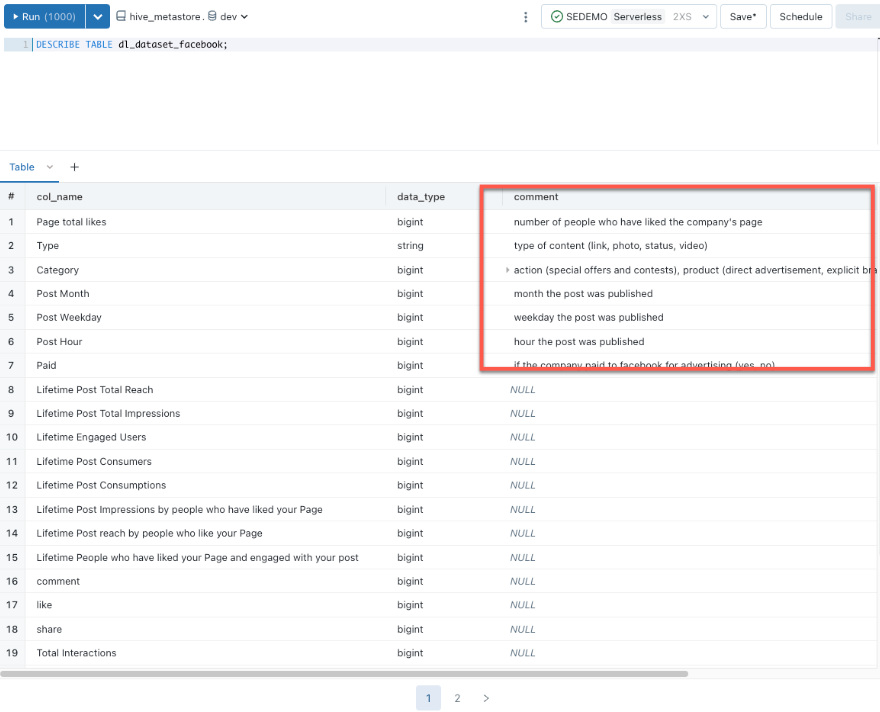 Run (1000) hive_metastore. dev SEDEMO Serverless 2XS Save* Schedule Share
1 DESCRIBE TABLE dl_dataset_facebook;
Table +
# col_name data_type comment
1 Page total likes bigint number of people who have liked the company's page
2 Type string type of content (link, photo, status, video)
3 Category bigint action (special offers and contests), product (direct advertisement, explicit bra
4 Post Month bigint month the post was published
5 Post Weekday bigint weekday the post was published
6 Post Hour bigint hour the post was published
7 Paid bigint if the company paid to facebook for advertising (yes, no)
8 Lifetime Post Total Reach bigint NULL
9 Lifetime Post Total Impressions bigint NULL
10 Lifetime Engaged Users bigint NULL
11 Lifetime Post Consumers bigint NULL
12 Lifetime Post Consumptions bigint NULL
13 Lifetime Post Impressions by people who have liked your Page bigint NULL
14 Lifetime Post reach by people who like your Page bigint NULL
15 Lifetime People who have liked your Page and engaged with your post bigint NULL
16 comment bigint NULL
17 like bigint NULL
18 share bigint NULL
19 Total Interactions bigint NULL
1 2 >